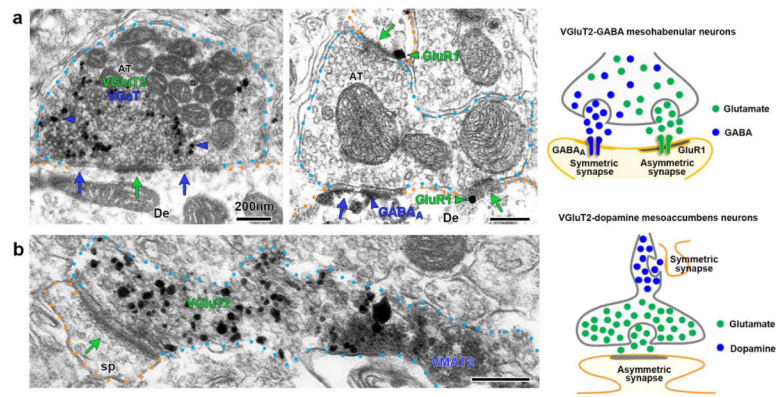 a
AT
VGluT2
VGaT
De
200nm
AT
GluR1
GABAA
GluR1
De
VGluT2-GABA mesohabenular neurons
Glutamate
GABA
GABAA
GluR1
Symmetric
synapse
Asymmetric
synapse
b
VGluT2
VMAT2
sp
VGluT2-dopamine mesoaccumbens neurons
Symmetric
synapse
Glutamate
Dopamine
Asymmetric
synapse